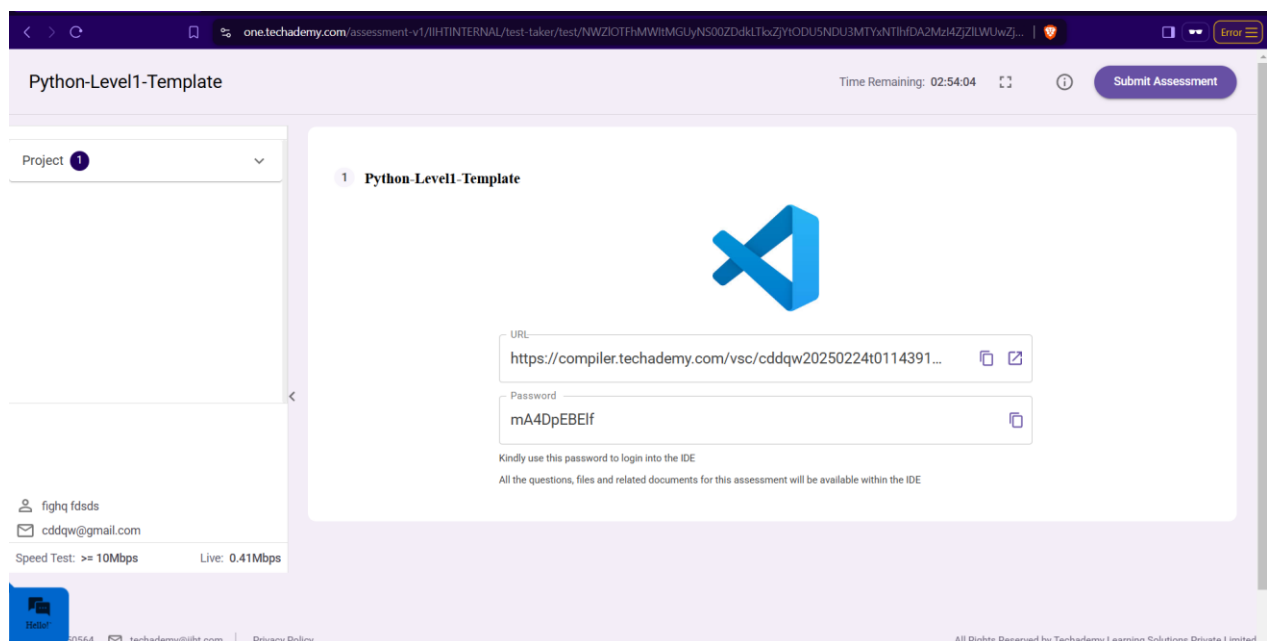 one.techademy.com/assessment-v1/IIHTINTERNAL/test-taker/test/
Error
Python-Level1-Template
Time Remaining: 02:54:04
Submit Assessment
Project 1
1 Python-Level1-Template
URL
https://compiler.techademy.com/vsc/cddqw20250224t0114391...
Password
mA4DpEBElf
Kindly use this password to login into the IDE
All the questions, files and related documents for this assessment will be available within the IDE
fighq fdsds
cddqw@gmail.com
Speed Test: >= 10Mbps Live: 0.41Mbps
Hello!
50564 techademy@iiht.com | Privacy Policy
All Rights Reserved by Techademy Learning Solutions Private Limited